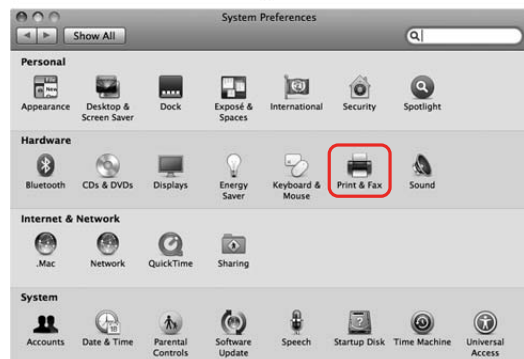 System Preferences
Show All
Personal
Appearance
Desktop &
Screen Saver
Dock
Exposé &
Spaces
International
Security
Spotlight
Hardware
Bluetooth
CDs & DVDs
Displays
Energy
Saver
Keyboard &
Mouse
Print & Fax
Sound
Internet & Network
.Mac
Network
QuickTime
Sharing
System
Accounts
Date & Time
Parental
Controls
Software
Update
Speech
Startup Disk
Time Machine
Universal
Access